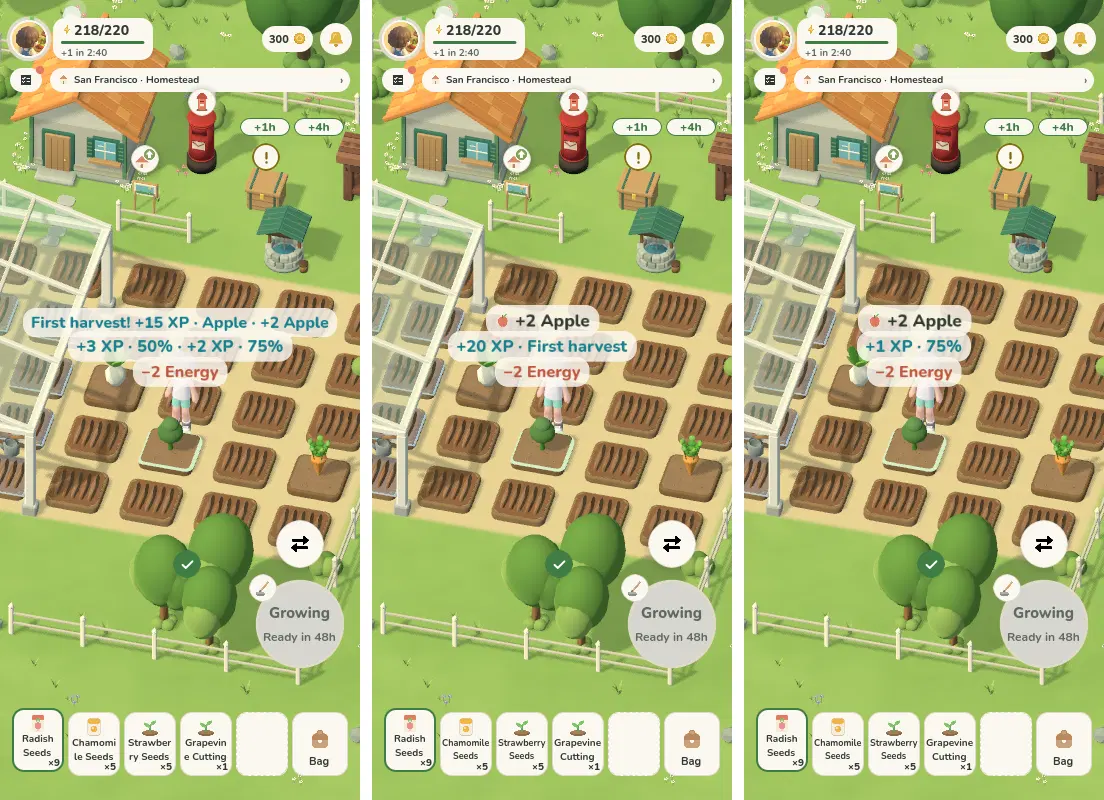 218/220
+1 in 2:40
300
San Francisco · Homestead ›
+1h +4h
!
First harvest! +15 XP · Apple · +2 Apple
+3 XP · 50% · +2 XP · 75%
−2 Energy
Growing
Ready in 48h
Radish
Seeds
×9
Chamomi
le Seeds
×5
Strawber
ry Seeds
×5
Grapevin
e Cutting
×1
Bag
218/220
+1 in 2:40
300
San Francisco · Homestead ›
+1h +4h
!
+2 Apple
+20 XP · First harvest
−2 Energy
Growing
Ready in 48h
Radish
Seeds
×9
Chamomile
Seeds
×5
Strawberry
Seeds
×5
Grapevine
Cutting
×1
Bag
218/220
+1 in 2:40
300
San Francisco · Homestead ›
+1h +4h
!
+2 Apple
+1 XP · 75%
−2 Energy
Growing
Ready in 48h
Radish
Seeds
×9
Chamomile
Seeds
×5
Strawberry
Seeds
×5
Grapevine
Cutting
×1
Bag